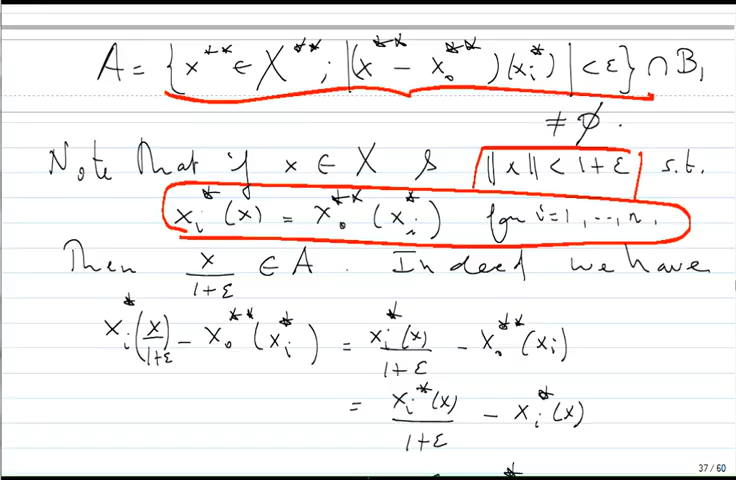 A = { x** ∈ X** ; |(x** - x₀**)(xᵢ*)| < ε } ∩ B₁
≠ ∅.
Note that if x ∈ X & ||x|| < 1+ε s.t.
xᵢ*(x) = x₀**(xᵢ*) for i=1, ..., n.
Then x/(1+ε) ∈ A. Indeed we have
xᵢ*(x/(1+ε)) - x₀**(xᵢ*) = xᵢ*(x)/(1+ε) - x₀**(xᵢ)
= xᵢ*(x)/(1+ε) - xᵢ*(x)
37 / 60